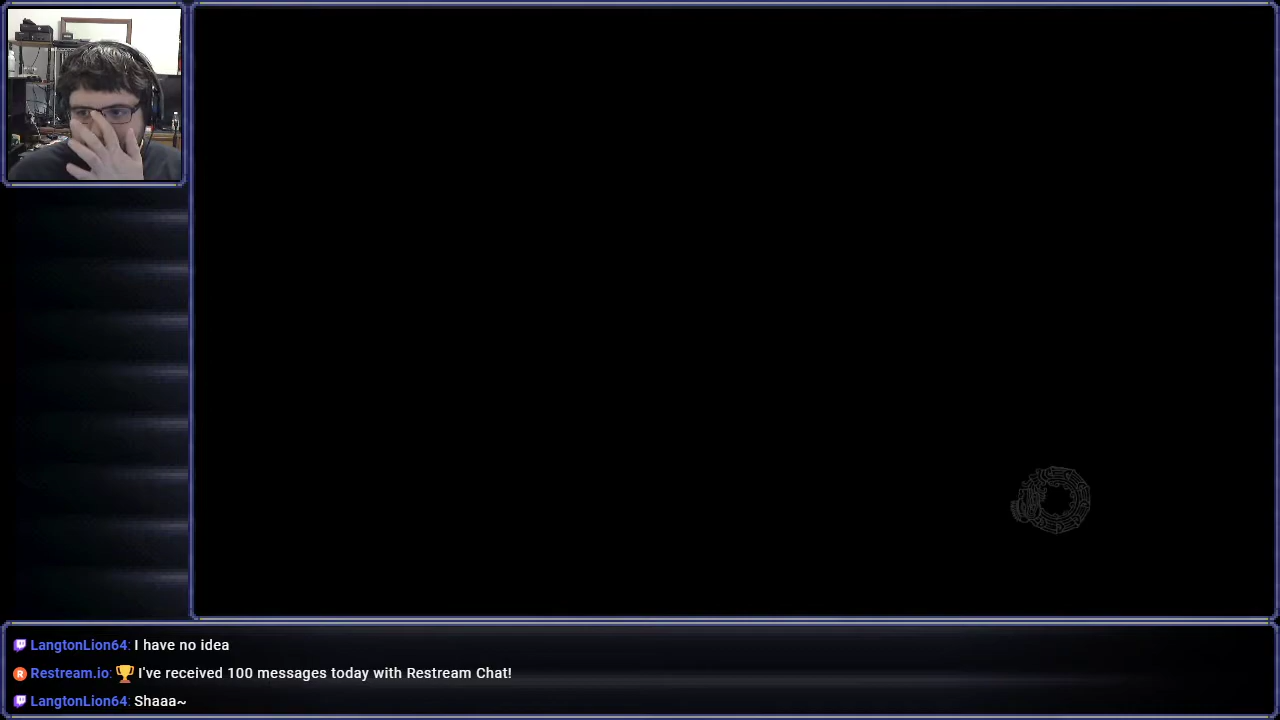 LangtonLion64: I have no idea
Restream.io: 🏆 I've received 100 messages today with Restream Chat!
LangtonLion64: Shaaa~